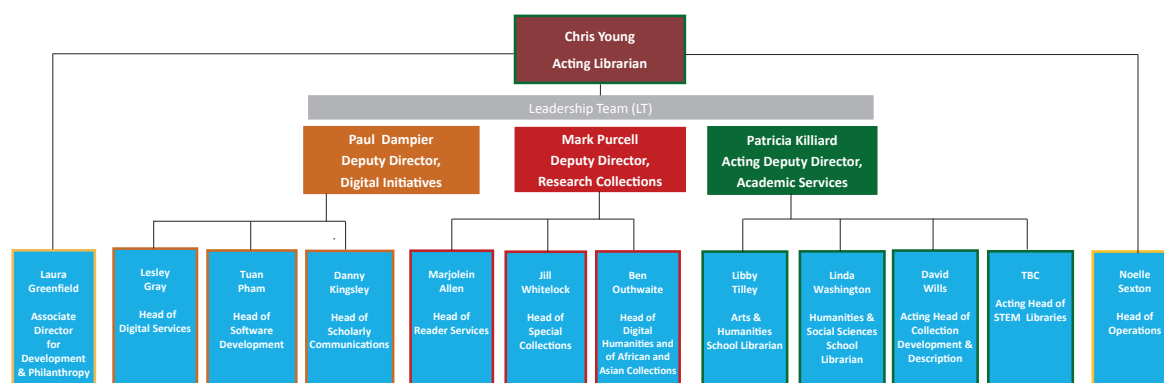 Chris Young
Acting Librarian
Leadership Team (LT)
Paul Dampier
Deputy Director,
Digital Initiatives
Mark Purcell
Deputy Director,
Research Collections
Patricia Killiard
Acting Deputy Director,
Academic Services
Laura
Greenfield
Associate
Director
for
Development
& Philanthropy
Lesley
Gray
Head of
Digital Services
Tuan
Pham
Head of
Software
Development
Danny
Kingsley
Head of
Scholarly
Communications
Marjolein
Allen
Head of
Reader Services
Jill
Whitelock
Head of
Special
Collections
Ben
Outhwaite
Head of
Digital
Humanities and
of African and
Asian Collections
Libby
Tilley
Arts &
Humanities
School Librarian
Linda
Washington
Humanities &
Social Sciences
School
Librarian
David
Wills
Acting Head of
Collection
Development &
Description
TBC
Acting Head of
STEM Libraries
Noelle
Sexton
Head of
Operations